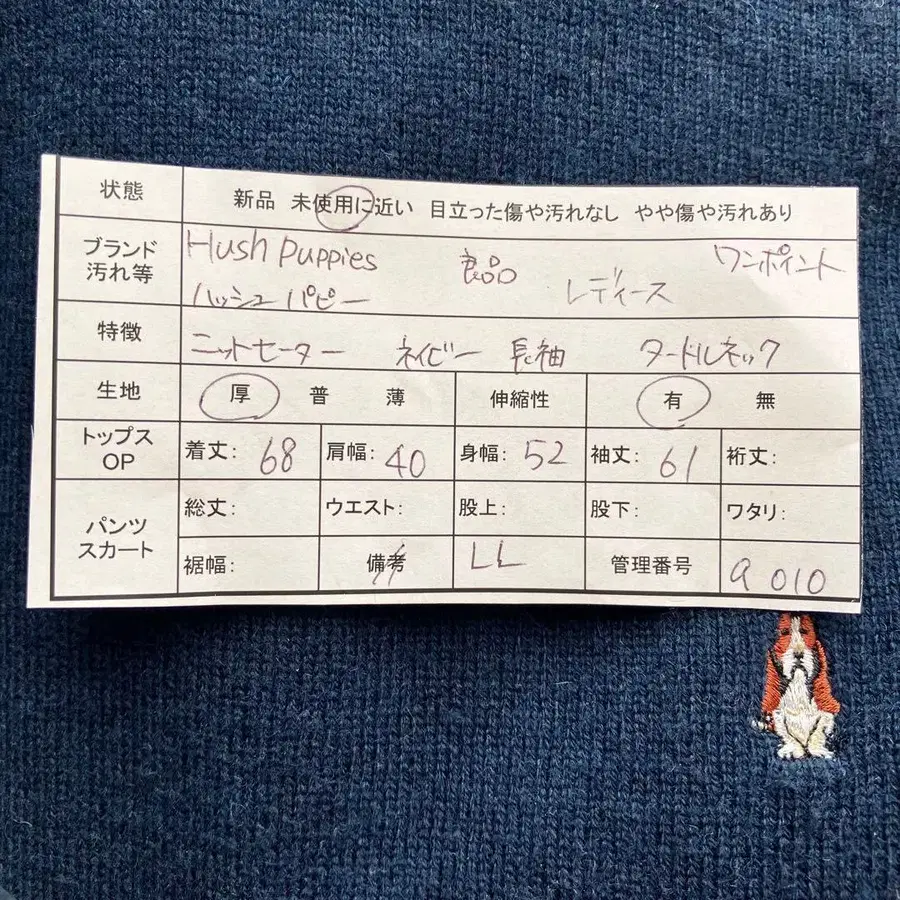 状態 新品 未使用に近い 目立った傷や汚れなし やや傷や汚れあり
ブランド 汚れ等 Hush Puppies 良品 ワンポイント
ハッシュパピー レディース
特徴 ニットセーター ネイビー 長袖 タートルネック
生地 厚 普 薄 伸縮性 有 無
トップス OP 着丈: 68 肩幅: 40 身幅: 52 袖丈: 61 裄丈:
パンツ スカート 総丈: ウエスト: 股上: 股下: ワタリ:
裾幅: 備考 LL 管理番号 a 010